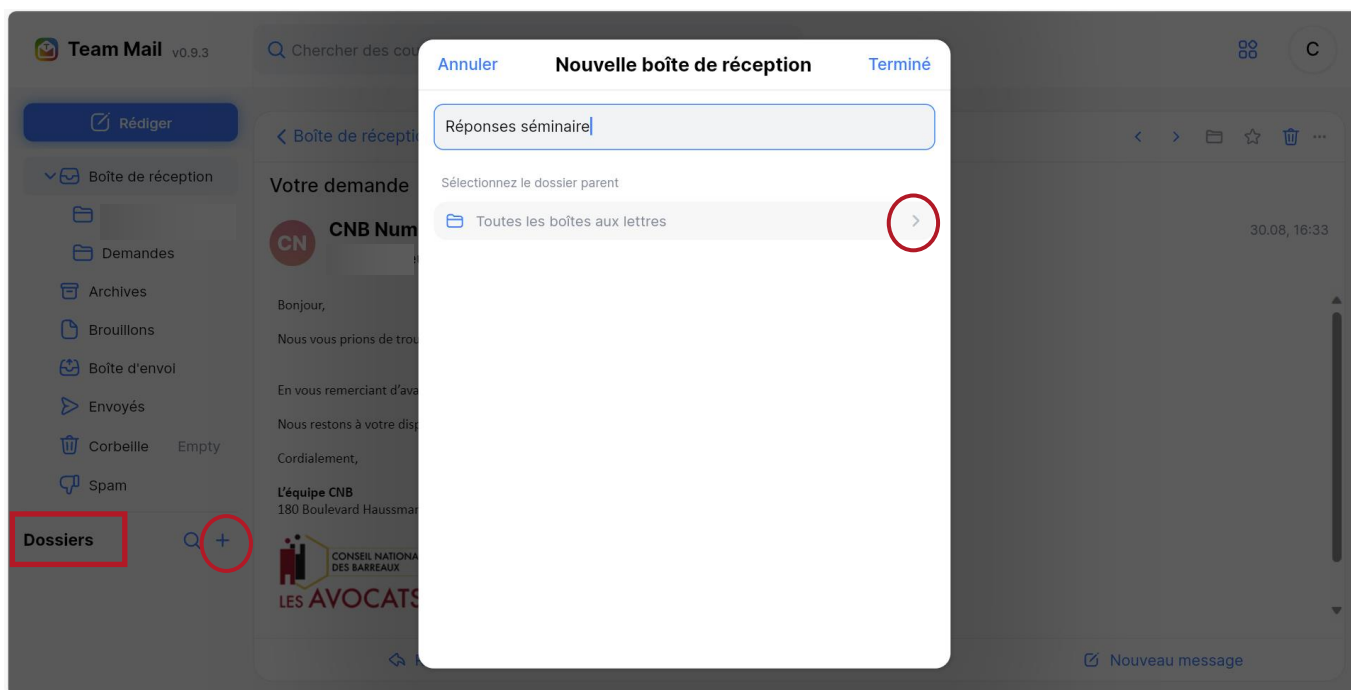 Team Mail v0.9.3
Chercher des cou
C
Annuler
Nouvelle boîte de réception
Terminé
Rédiger
Boîte de réceptio
Réponses séminaire
Boîte de réception
Votre demande
Sélectionnez le dossier parent
Toutes les boîtes aux lettres
CN
CNB Num
30.08, 16:33
Demandes
Archives
Brouillons
Boîte d'envoi
Envoyés
Corbeille Empty
Spam
Dossiers
Bonjour,
Nous vous prions de trou
En vous remerciant d'ava
Nous restons à votre disp
Cordialement,
L'équipe CNB
180 Boulevard Haussmar
CONSEIL NATIONA
DES BARREAUX
LES AVOCATS
Nouveau message